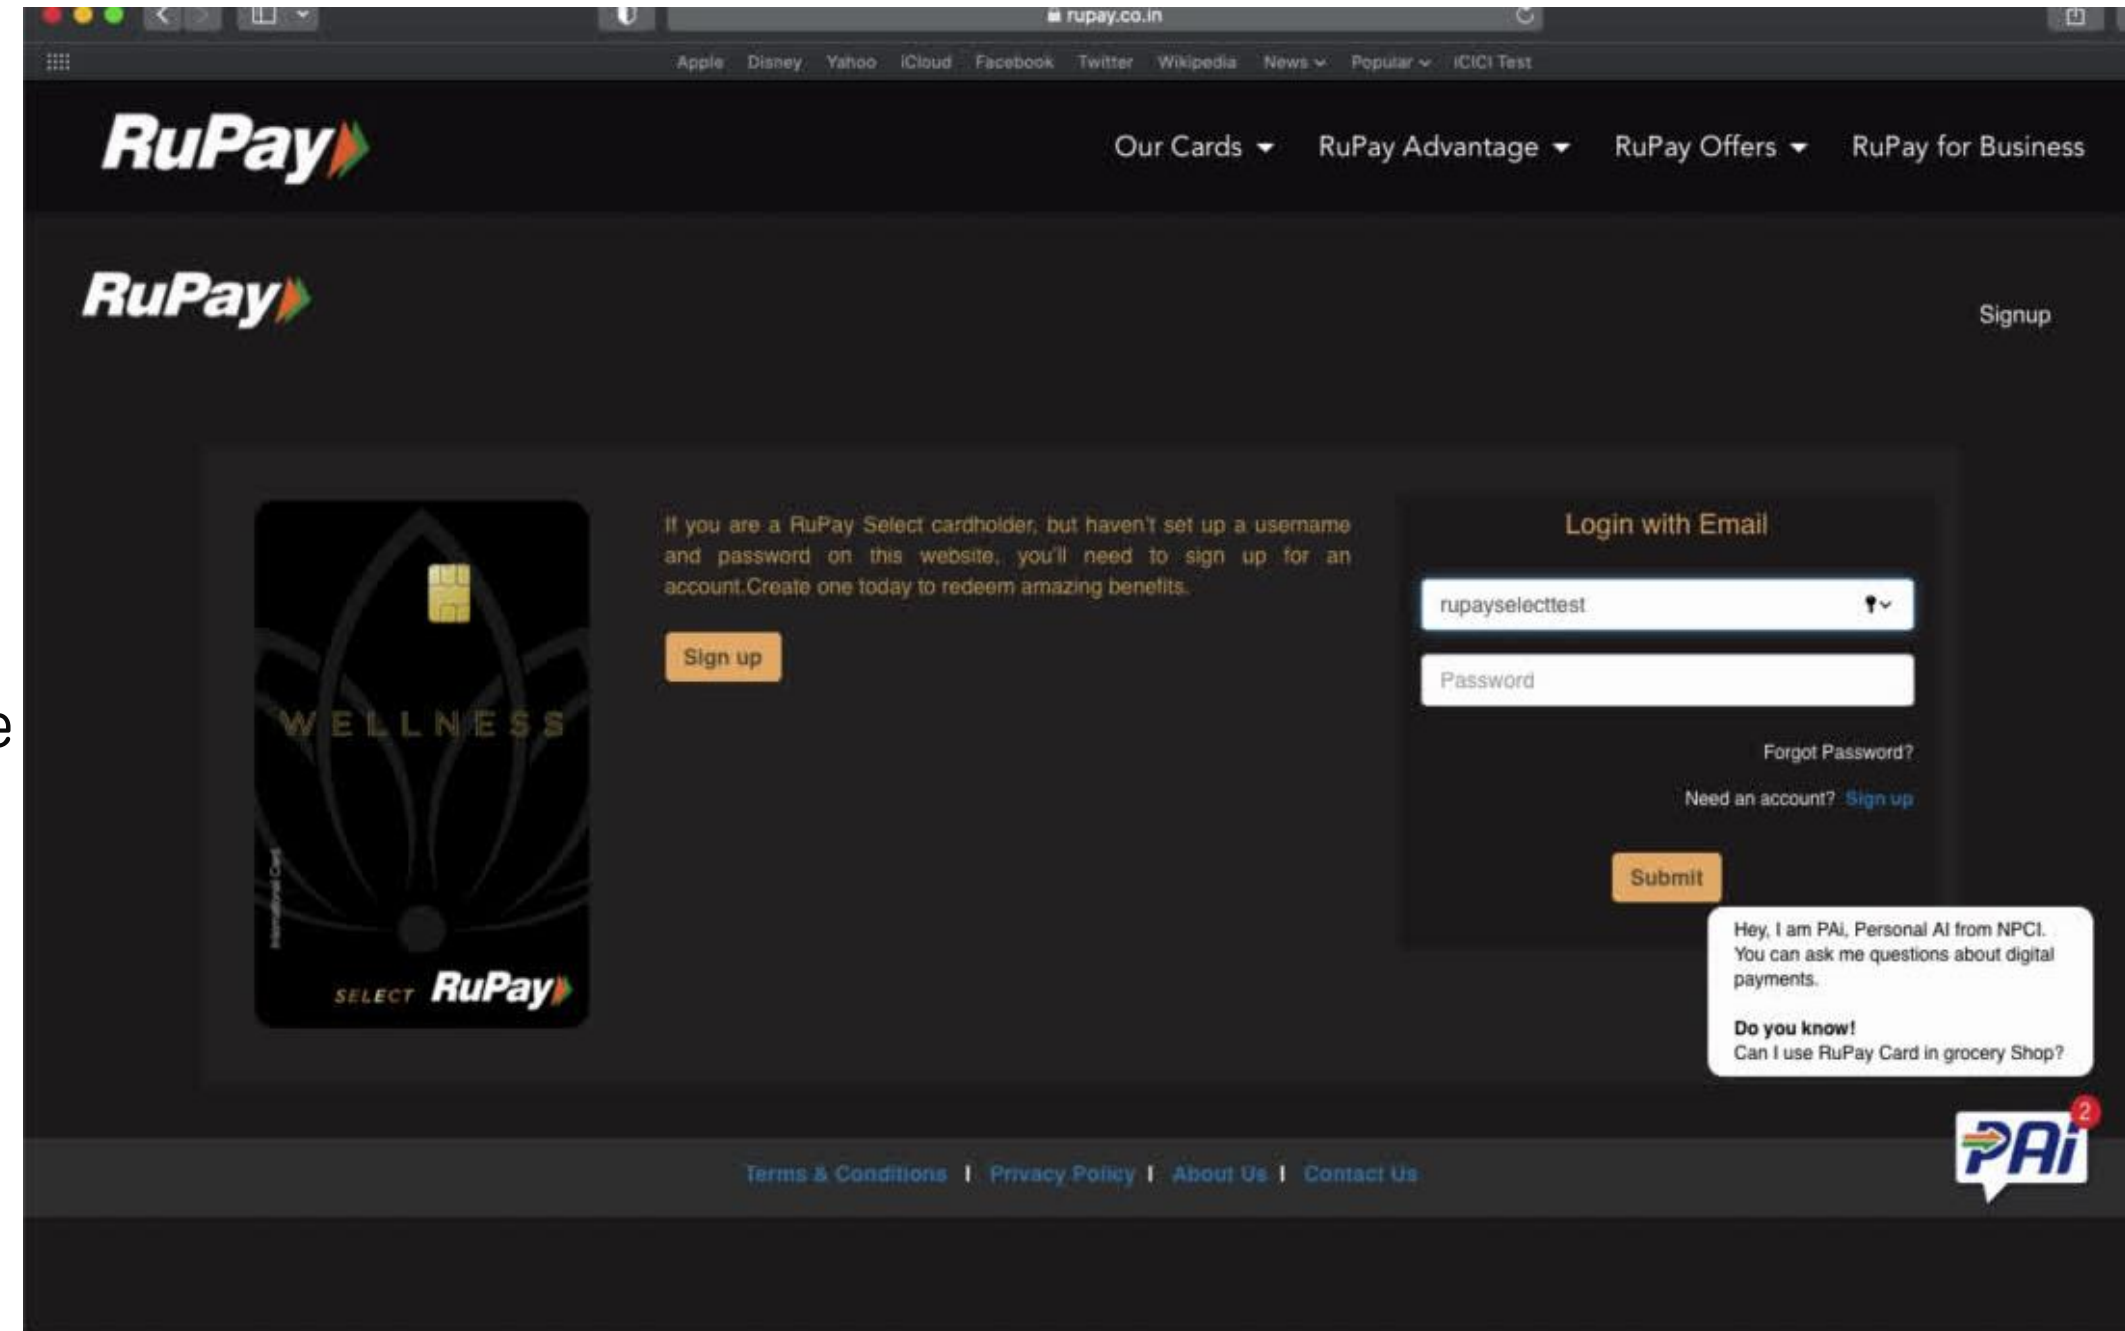 rupay.co.in
Apple Disney Yahoo iCloud Facebook Twitter Wikipedia News Popular ICICI Test
RuPay
Our Cards RuPay Advantage RuPay Offers RuPay for Business
RuPay
Signup
If you are a RuPay Select cardholder, but haven't set up a username
and password on this website, you'll need to sign up for an
account.Create one today to redeem amazing benefits.
Sign up
WELLNESS
International Card
SELECT RuPay
Login with Email
rupayselecttest
Password
Forgot Password?
Need an account? Sign up
Submit
Hey, I am PAi, Personal AI from NPCI.
You can ask me questions about digital
payments.
Do you know!
Can I use RuPay Card in grocery Shop?
2
PAi
Terms & Conditions | Privacy Policy | About Us | Contact Us
e